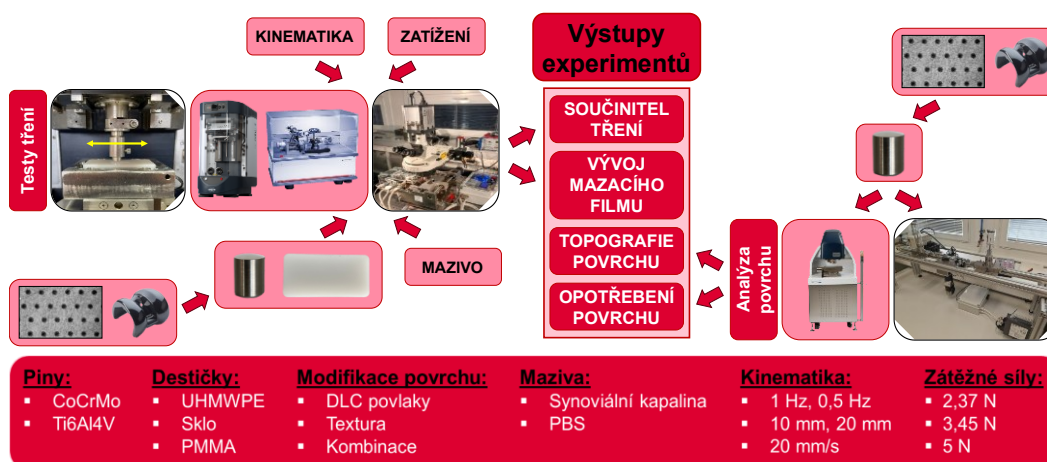 KINEMATIKA
ZATÍŽENÍ
Výstupy
experimentů
Testy tření
SOUČINITEL
TŘENÍ
VÝVOJ
MAZACÍHO
FILMU
TOPOGRAFIE
POVRCHU
OPOTŘEBENÍ
POVRCHU
MAZIVO
Analýza
povrchu
Piny:
▪ CoCrMo
▪ Ti6Al4V
Destičky:
▪ UHMWPE
▪ Sklo
▪ PMMA
Modifikace povrchu:
▪ DLC povlaky
▪ Textura
▪ Kombinace
Maziva:
▪ Synoviální kapalina
▪ PBS
Kinematika:
▪ 1 Hz, 0,5 Hz
▪ 10 mm, 20 mm
▪ 20 mm/s
Zátěžné síly:
▪ 2,37 N
▪ 3,45 N
▪ 5 N